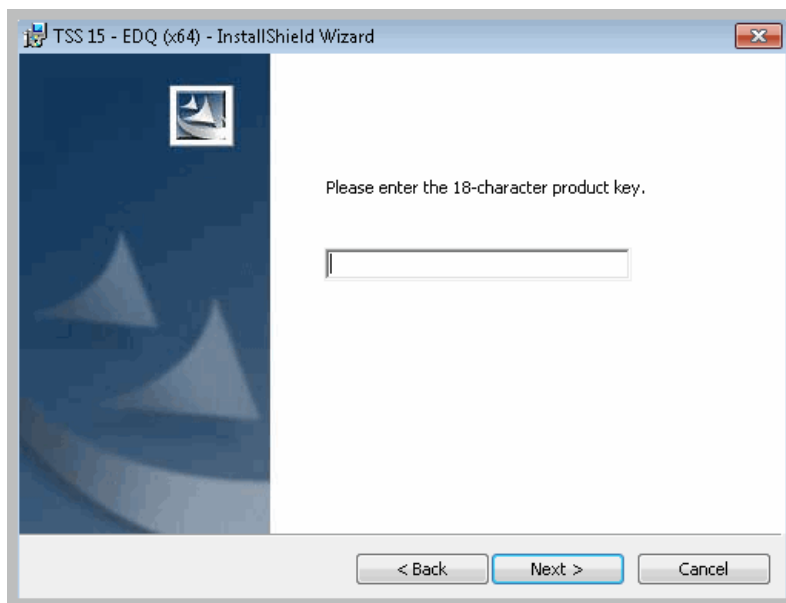 TSS 15 - EDQ (x64) - InstallShield Wizard
Please enter the 18-character product key.
< Back
Next >
Cancel